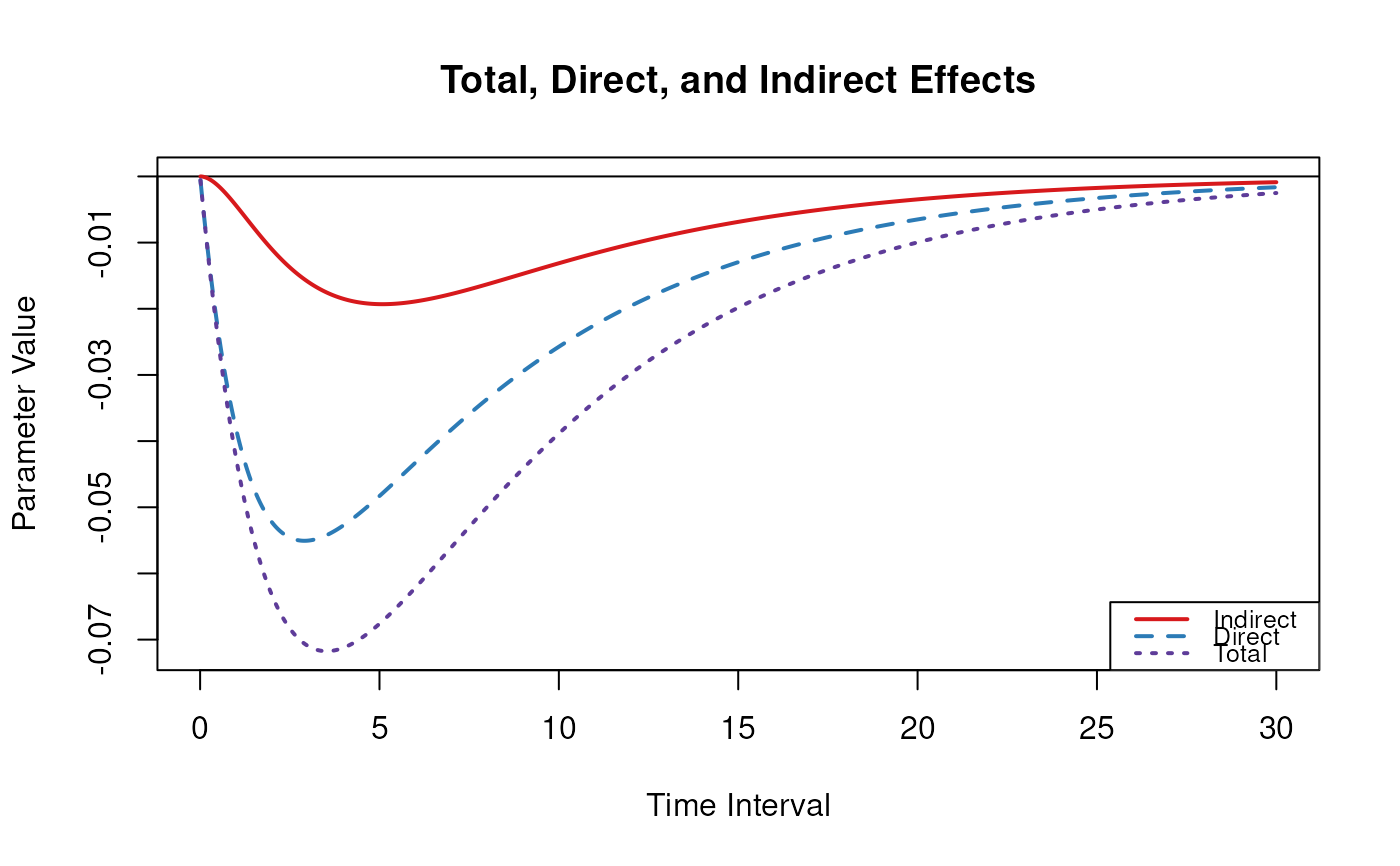 Total, Direct, and Indirect Effects
Parameter Value
-0.01
-0.03
-0.05
-0.07
Indirect
Direct
Total
0 5 10 15 20 25 30
Time Interval